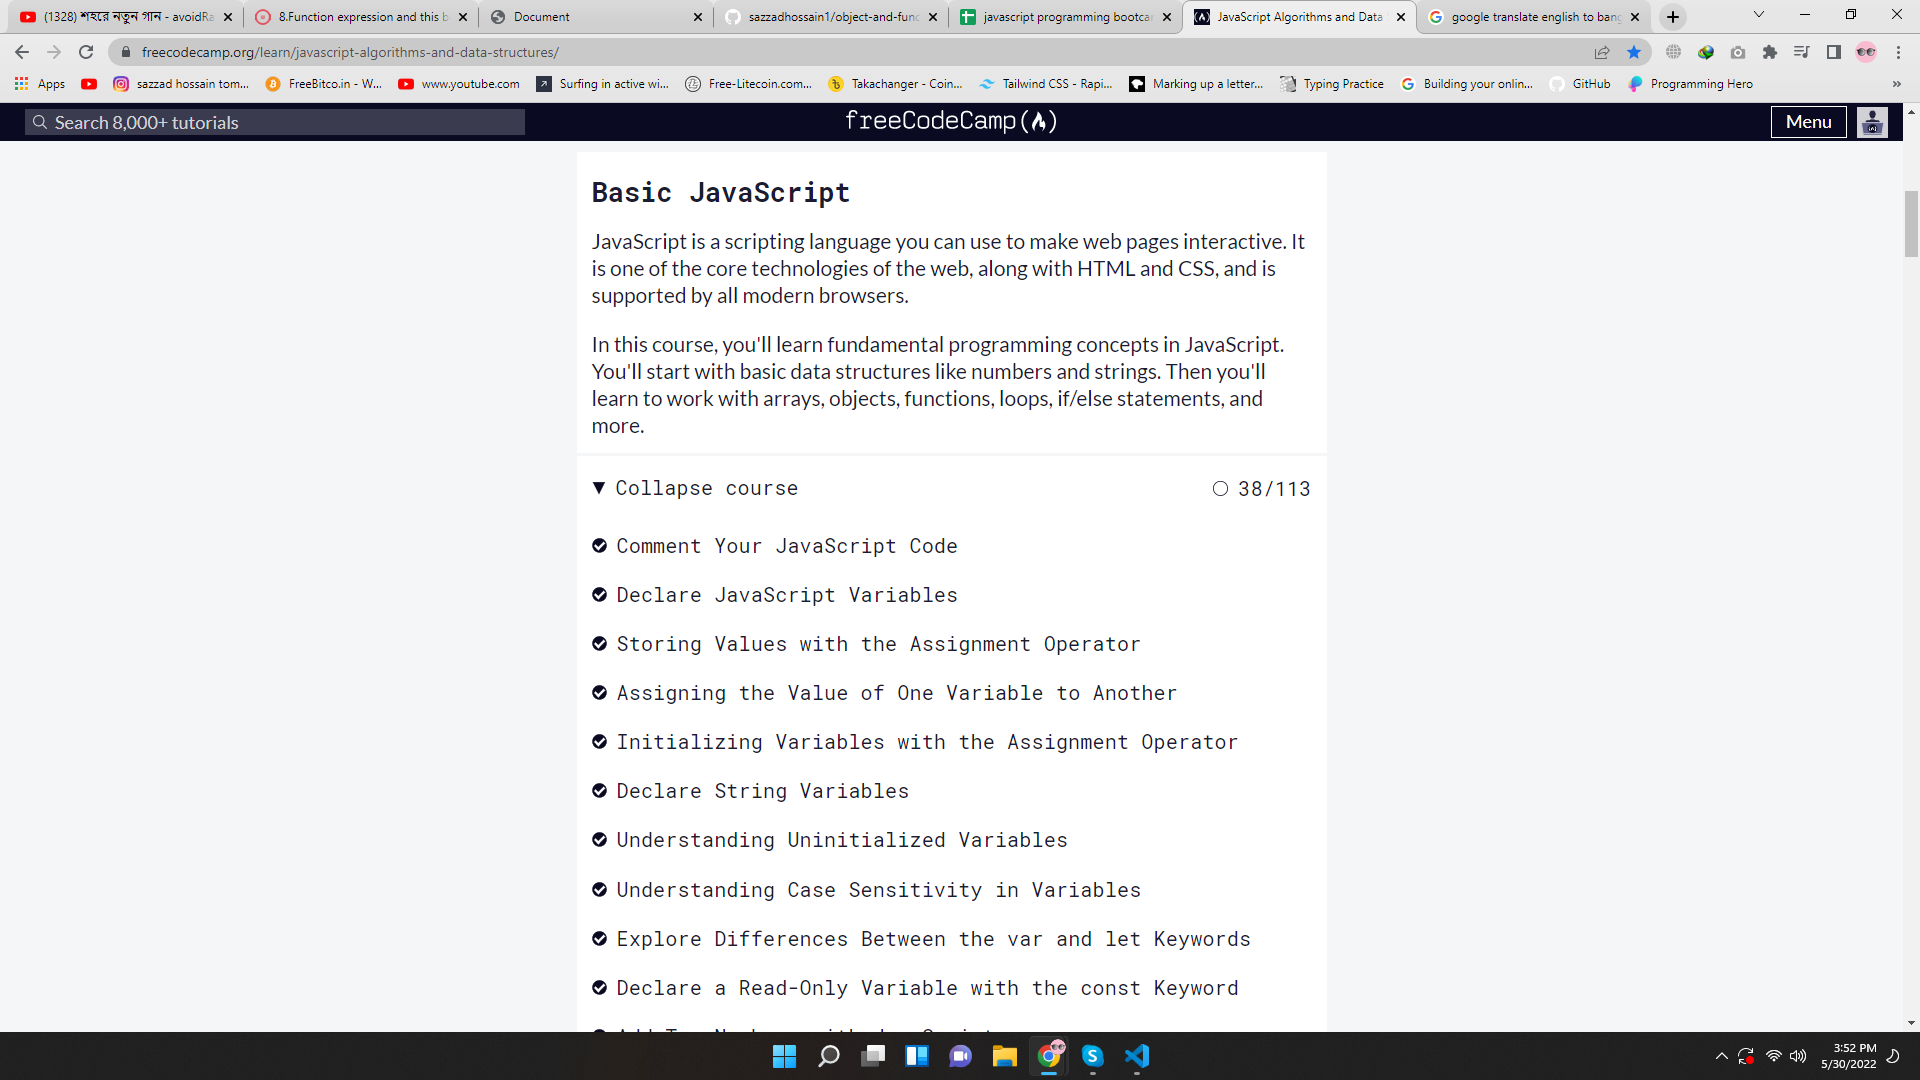 (1328) শহরে নতুন গান - avoidRa
8.Function expression and this b
Document
sazzadhossain1/object-and-func
javascript programming bootca
JavaScript Algorithms and Data
google translate english to bang
freecodecamp.org/learn/javascript-algorithms-and-data-structures/
Apps
sazzad hossain tom...
FreeBitco.in - W...
www.youtube.com
Surfing in active wi...
Free-Litecoin.com...
Takachanger - Coin...
Tailwind CSS - Rapi...
Marking up a letter...
Typing Practice
Building your onlin...
GitHub
Programming Hero
Search 8,000+ tutorials
freeCodeCamp
Menu
Basic JavaScript
JavaScript is a scripting language you can use to make web pages interactive. It
is one of the core technologies of the web, along with HTML and CSS, and is
supported by all modern browsers.
In this course, you'll learn fundamental programming concepts in JavaScript.
You'll start with basic data structures like numbers and strings. Then you'll
learn to work with arrays, objects, functions, loops, if/else statements, and
more.
Collapse course 38/113
Comment Your JavaScript Code
Declare JavaScript Variables
Storing Values with the Assignment Operator
Assigning the Value of One Variable to Another
Initializing Variables with the Assignment Operator
Declare String Variables
Understanding Uninitialized Variables
Understanding Case Sensitivity in Variables
Explore Differences Between the var and let Keywords
Declare a Read-Only Variable with the const Keyword
3:52 PM
5/30/2022